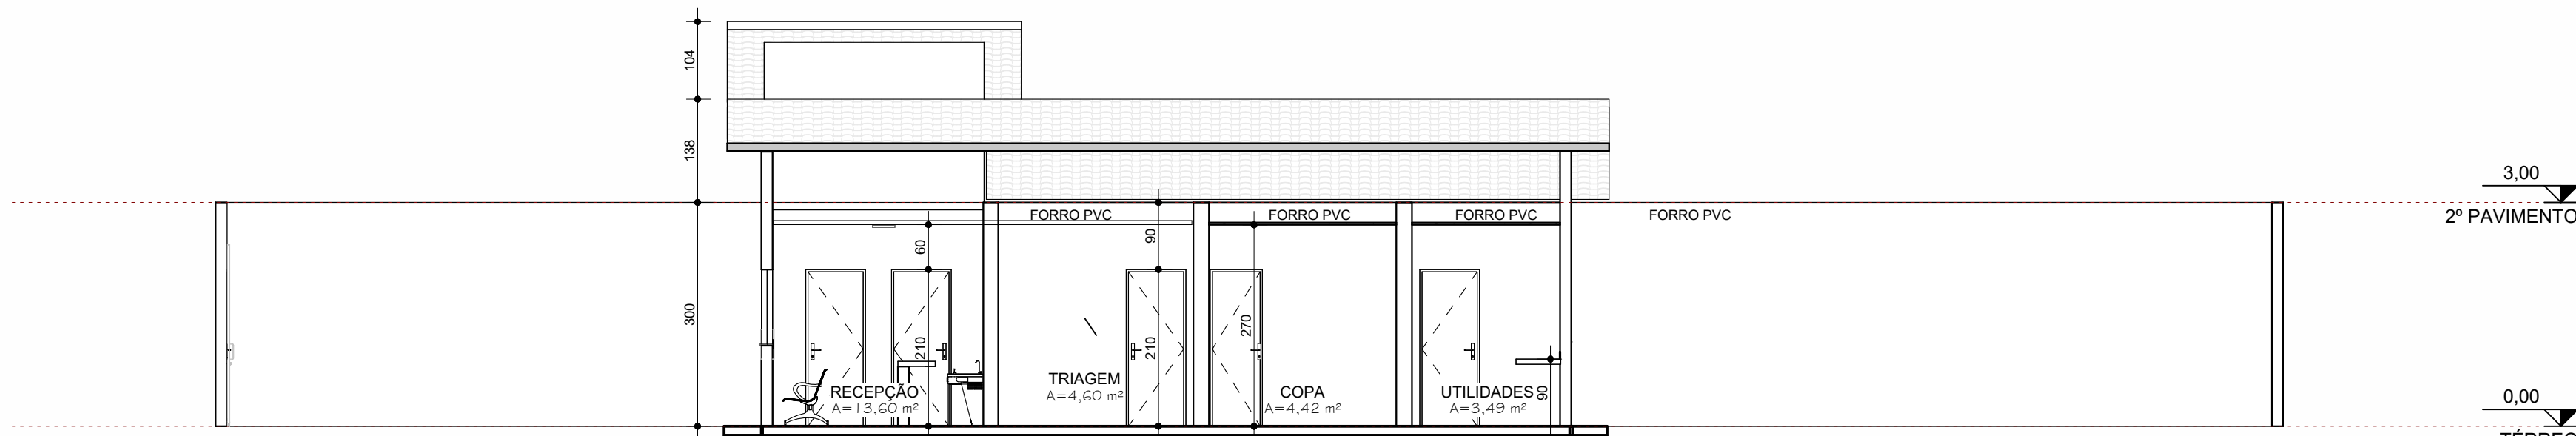 104
138
3,00
2º PAVIMENTO
FORRO PVC
FORRO PVC
FORRO PVC
FORRO PVC
60
90
300
270
210
210
RECEPÇÃO
A=13,60 m²
TRIAGEM
A=4,60 m²
COPA
A=4,42 m²
UTILIDADES
A=3,49 m²
90
0,00